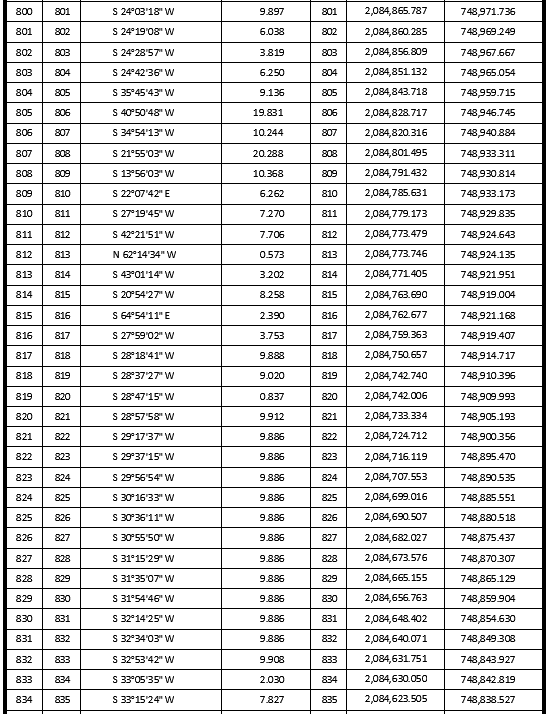 800 801 S 24°03'18" W 9.897 801 2,084,865.787 748,971.736
801 802 S 24°19'08" W 6.038 802 2,084,860.285 748,969.249
802 803 S 24°28'57" W 3.819 803 2,084,856.809 748,967.667
803 804 S 24°42'36" W 6.250 804 2,084,851.132 748,965.054
804 805 S 35°45'43" W 9.136 805 2,084,843.718 748,959.715
805 806 S 40°50'48" W 19.831 806 2,084,828.717 748,946.745
806 807 S 34°54'13" W 10.244 807 2,084,820.316 748,940.884
807 808 S 21°55'03" W 20.288 808 2,084,801.495 748,933.311
808 809 S 13°56'03" W 10.368 809 2,084,791.432 748,930.814
809 810 S 22°07'42" E 6.262 810 2,084,785.631 748,933.173
810 811 S 27°19'45" W 7.270 811 2,084,779.173 748,929.835
811 812 S 42°21'51" W 7.706 812 2,084,773.479 748,924.643
812 813 N 62°14'34" W 0.573 813 2,084,773.746 748,924.135
813 814 S 43°01'14" W 3.202 814 2,084,771.405 748,921.951
814 815 S 20°54'27" W 8.258 815 2,084,763.690 748,919.004
815 816 S 64°54'11" E 2.390 816 2,084,762.677 748,921.168
816 817 S 27°59'02" W 3.753 817 2,084,759.363 748,919.407
817 818 S 28°18'41" W 9.888 818 2,084,750.657 748,914.717
818 819 S 28°37'27" W 9.020 819 2,084,742.740 748,910.396
819 820 S 28°47'15" W 0.837 820 2,084,742.006 748,909.993
820 821 S 28°57'58" W 9.912 821 2,084,733.334 748,905.193
821 822 S 29°17'37" W 9.886 822 2,084,724.712 748,900.356
822 823 S 29°37'15" W 9.886 823 2,084,716.119 748,895.470
823 824 S 29°56'54" W 9.886 824 2,084,707.553 748,890.535
824 825 S 30°16'33" W 9.886 825 2,084,699.016 748,885.551
825 826 S 30°36'11" W 9.886 826 2,084,690.507 748,880.518
826 827 S 30°55'50" W 9.886 827 2,084,682.027 748,875.437
827 828 S 31°15'29" W 9.886 828 2,084,673.576 748,870.307
828 829 S 31°35'07" W 9.886 829 2,084,665.155 748,865.129
829 830 S 31°54'46" W 9.886 830 2,084,656.763 748,859.904
830 831 S 32°14'25" W 9.886 831 2,084,648.402 748,854.630
831 832 S 32°34'03" W 9.886 832 2,084,640.071 748,849.308
832 833 S 32°53'42" W 9.908 833 2,084,631.751 748,843.927
833 834 S 33°05'35" W 2.030 834 2,084,630.050 748,842.819
834 835 S 33°15'24" W 7.827 835 2,084,623.505 748,838.527